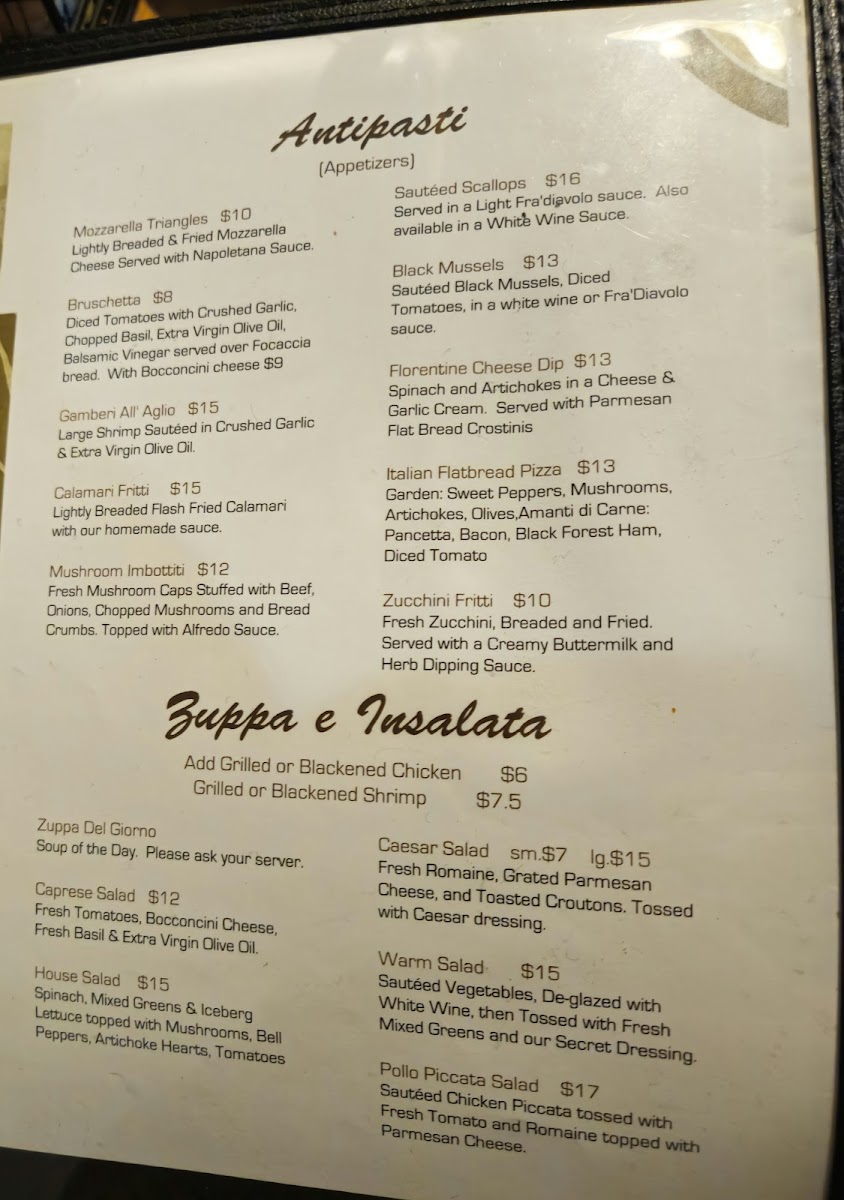 Antipasti
(Appetizers)
Mozzarella Triangles $10
Lightly Breaded & Fried Mozzarella
Cheese Served with Napoletana Sauce.
Bruschetta $8
Diced Tomatoes with Crushed Garlic,
Chopped Basil, Extra Virgin Olive Oil,
Balsamic Vinegar served over Focaccia
bread. With Bocconcini cheese $9
Gamberi All' Aglio $15
Large Shrimp Sautéed in Crushed Garlic
& Extra Virgin Olive Oil.
Calamari Fritti $15
Lightly Breaded Flash Fried Calamari
with our homemade sauce.
Mushroom Imbottiti $12
Fresh Mushroom Caps Stuffed with Beef,
Onions, Chopped Mushrooms and Bread
Crumbs. Topped with Alfredo Sauce.
Sautéed Scallops $16
Served in a Light Fra'diavolo sauce. Also
available in a White Wine Sauce.
Black Mussels $13
Sautéed Black Mussels, Diced
Tomatoes, in a white wine or Fra'Diavolo
sauce.
Florentine Cheese Dip $13
Spinach and Artichokes in a Cheese &
Garlic Cream. Served with Parmesan
Flat Bread Crostinis
Italian Flatbread Pizza $13
Garden: Sweet Peppers, Mushrooms,
Artichokes, Olives,Amanti di Carne:
Pancetta, Bacon, Black Forest Ham,
Diced Tomato
Zucchini Fritti $10
Fresh Zucchini, Breaded and Fried.
Served with a Creamy Buttermilk and
Herb Dipping Sauce.
Zuppa e Insalata
Add Grilled or Blackened Chicken $6
Grilled or Blackened Shrimp $7.5
Zuppa Del Giorno
Soup of the Day. Please ask your server.
Caprese Salad $12
Fresh Tomatoes, Bocconcini Cheese,
Fresh Basil & Extra Virgin Olive Oil.
House Salad $15
Spinach, Mixed Greens & Iceberg
Lettuce topped with Mushrooms, Bell
Peppers, Artichoke Hearts, Tomatoes
Caesar Salad sm.$7 lg.$15
Fresh Romaine, Grated Parmesan
Cheese, and Toasted Croutons. Tossed
with Caesar dressing.
Warm Salad $15
Sautéed Vegetables, De-glazed with
White Wine, then Tossed with Fresh
Mixed Greens and our Secret Dressing.
Pollo Piccata Salad $17
Sautéed Chicken Piccata tossed with
Fresh Tomato and Romaine topped with
Parmesan Cheese.